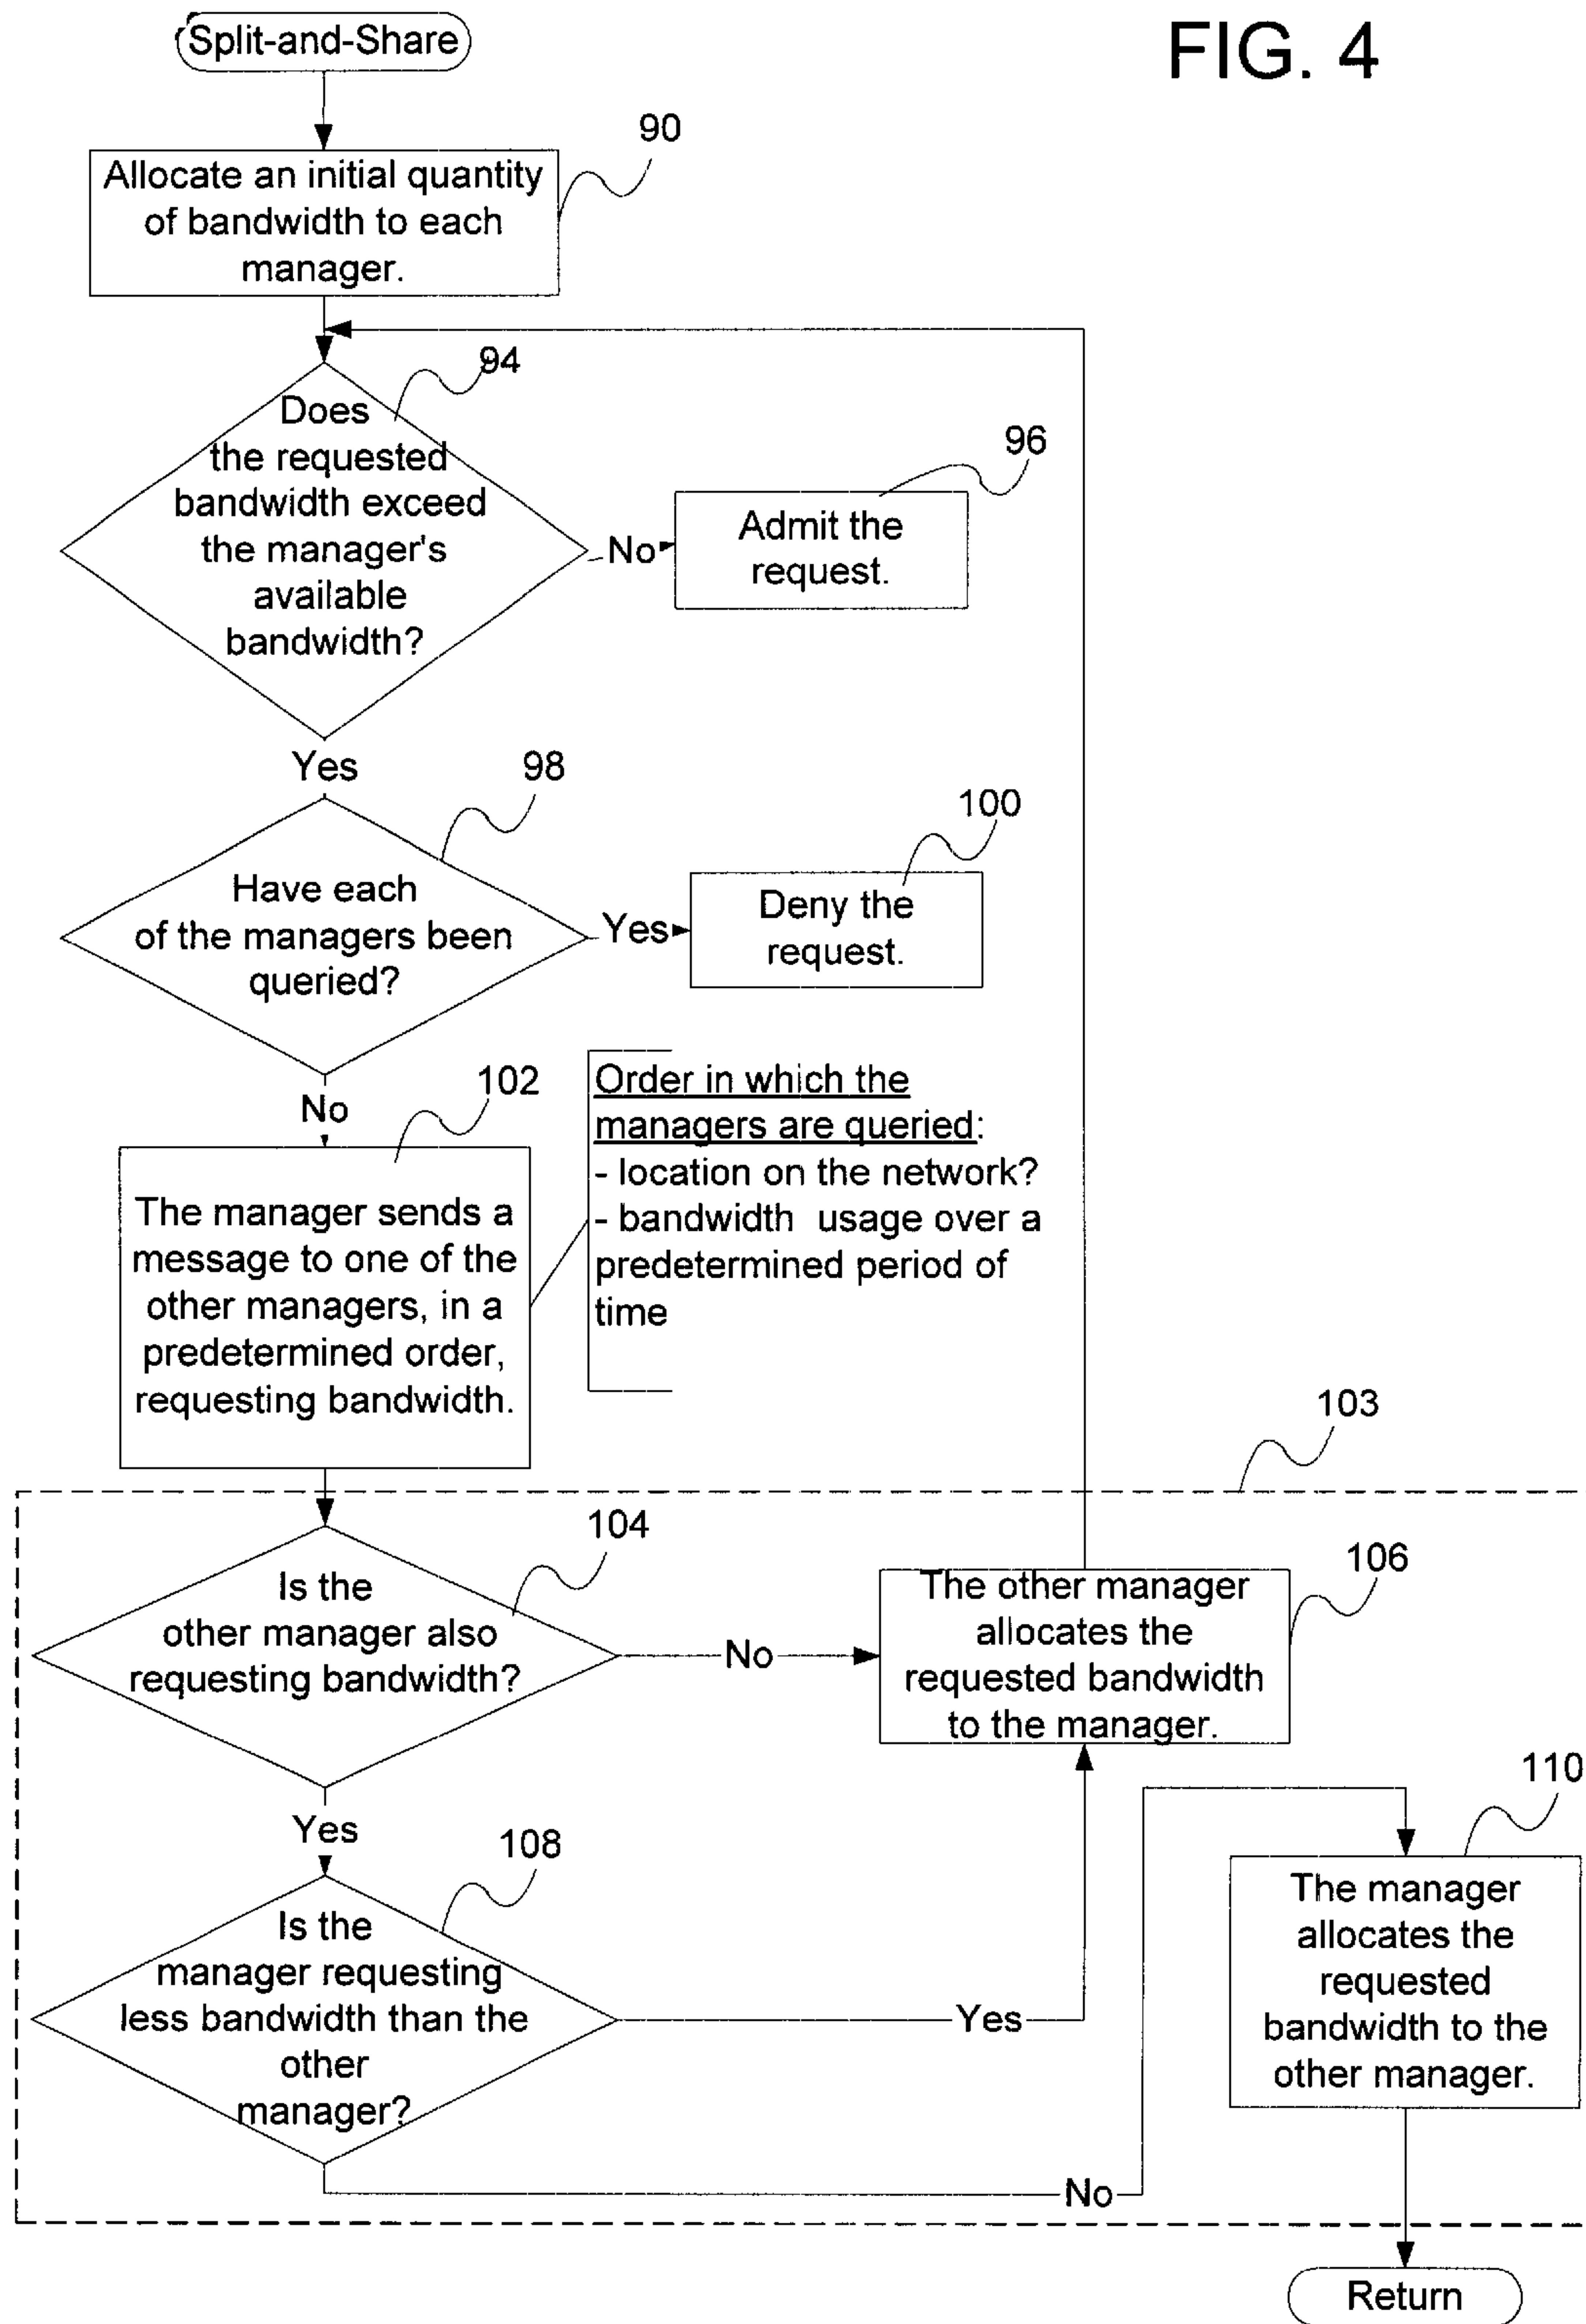 FIG. 4
Split-and-Share
90
Allocate an initial quantity
of bandwidth to each
manager.
94
Does
the requested
bandwidth exceed
the manager's
available
bandwidth?
No
96
Admit the
request.
Yes
98
Have each
of the managers been
queried?
Yes
100
Deny the
request.
No
102
The manager sends a
message to one of the
other managers, in a
predetermined order,
requesting bandwidth.
Order in which the
managers are queried:
- location on the network?
- bandwidth usage over a
predetermined period of
time
103
104
Is the
other manager also
requesting bandwidth?
No
106
The other manager
allocates the
requested bandwidth
to the manager.
Yes
108
Is the
manager requesting
less bandwidth than the
other
manager?
Yes
No
110
The manager
allocates the
requested
bandwidth to the
other manager.
Return